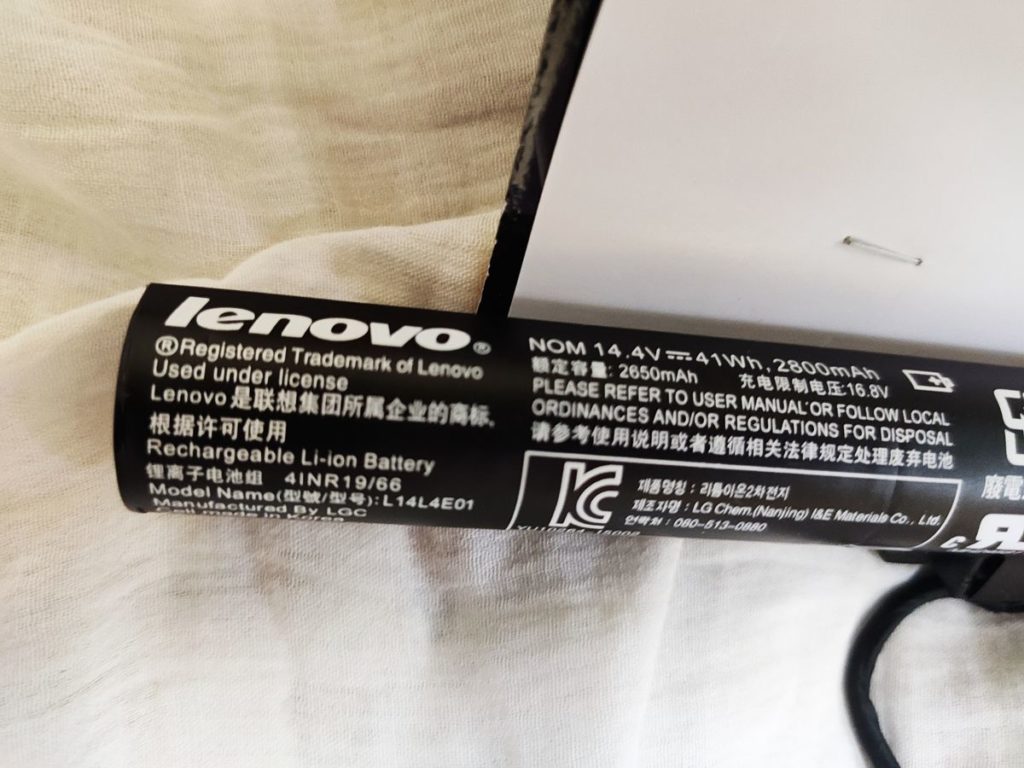 lenovo®
®Registered Trademark of Lenovo
Used under license
Lenovo是联想集团所属企业的商标,
根据许可使用
Rechargeable Li-ion Battery
锂离子电池组 4INR19/66
Model Name(型號/型号):L14L4E01
Manufactured By LGC
NOM 14.4V⎓41Wh, 2800mAh
额定容量: 2650mAh 充电限制电压:16.8V
PLEASE REFER TO USER MANUAL OR FOLLOW LOCAL
ORDINANCES AND/OR REGULATIONS FOR DISPOSAL
请参考使用说明或者遵循相关法律规定处理废弃电池
제품명칭 : 리튬이온2차전지
제조자명 : LG Chem.(Nanjing) I&E Materials Co., Ltd.
연락처 : 080-513-0880
廢電